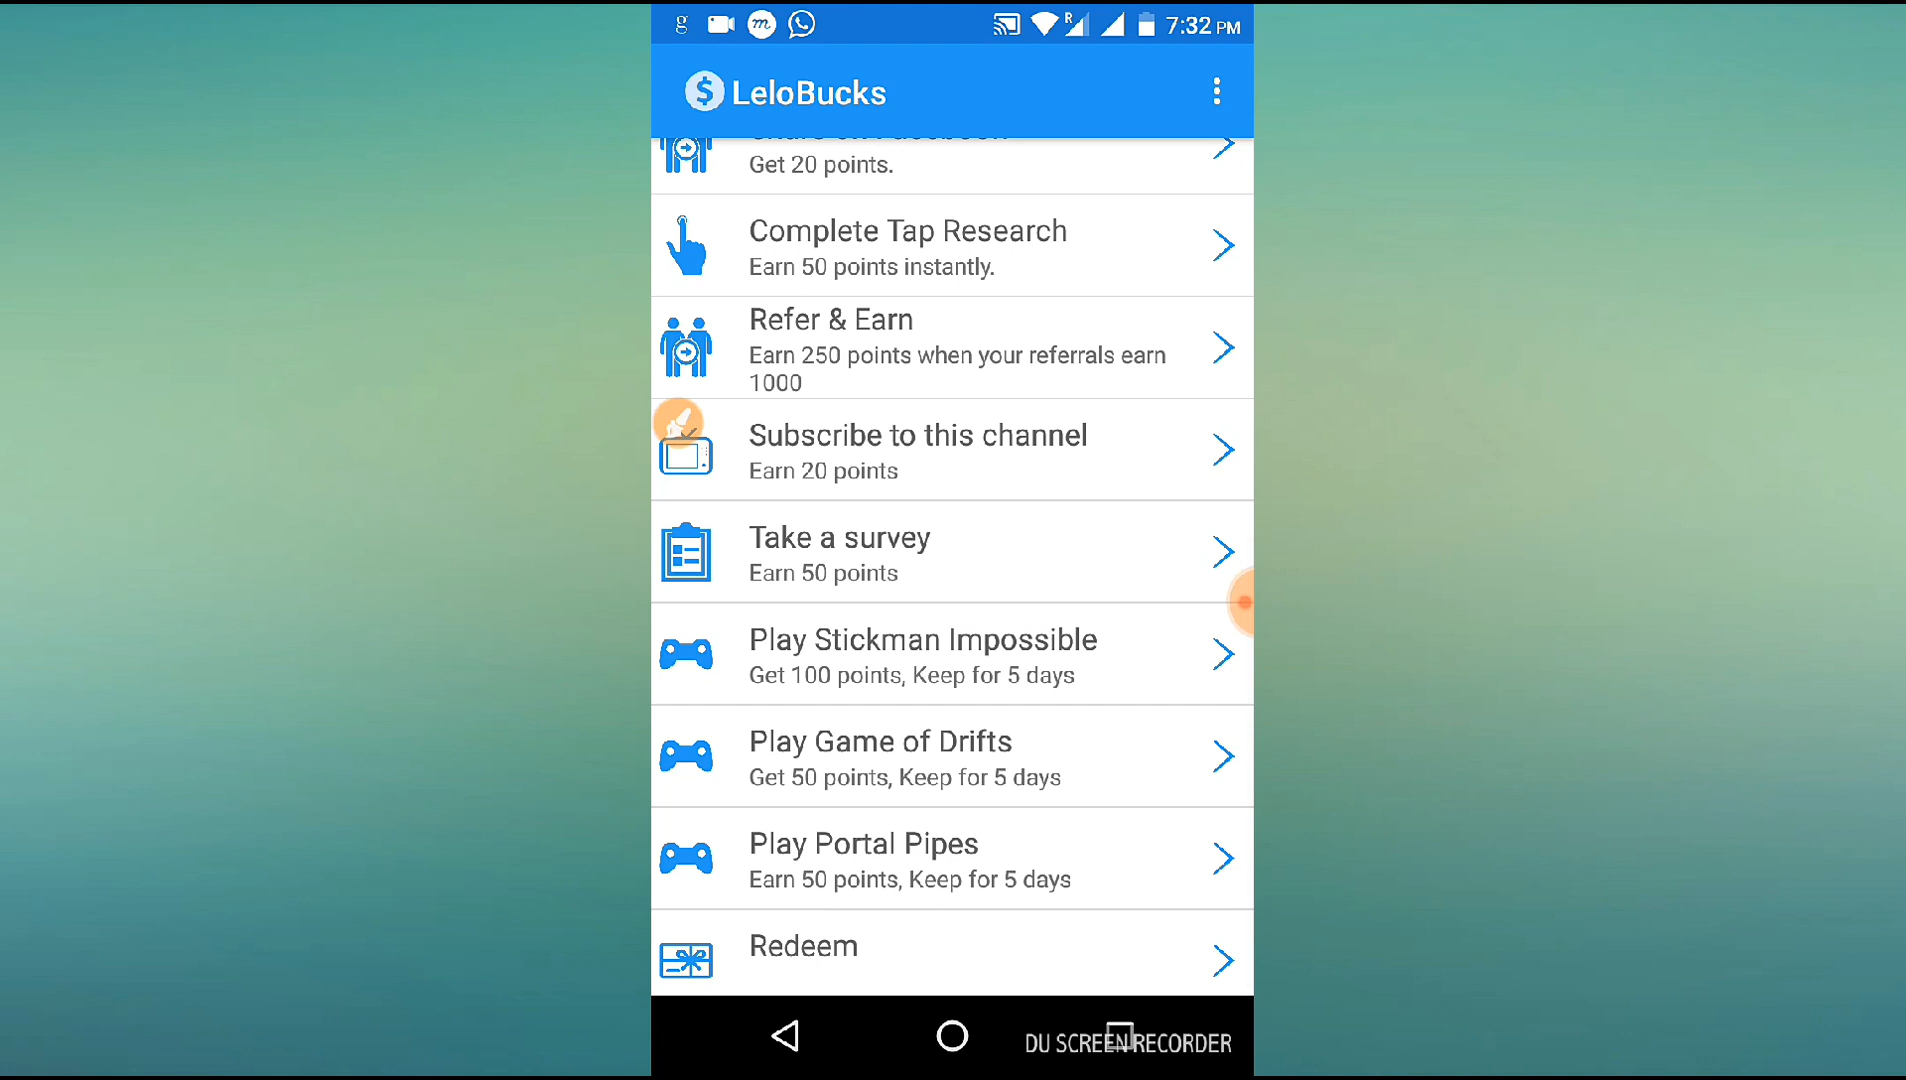 7:32 PM
LeloBucks
Get 20 points.
Complete Tap Research
Earn 50 points instantly.
Refer & Earn
Earn 250 points when your referrals earn
1000
Subscribe to this channel
Earn 20 points
Take a survey
Earn 50 points
Play Stickman Impossible
Get 100 points, Keep for 5 days
Play Game of Drifts
Get 50 points, Keep for 5 days
Play Portal Pipes
Earn 50 points, Keep for 5 days
Redeem
DU SCREEN RECORDER